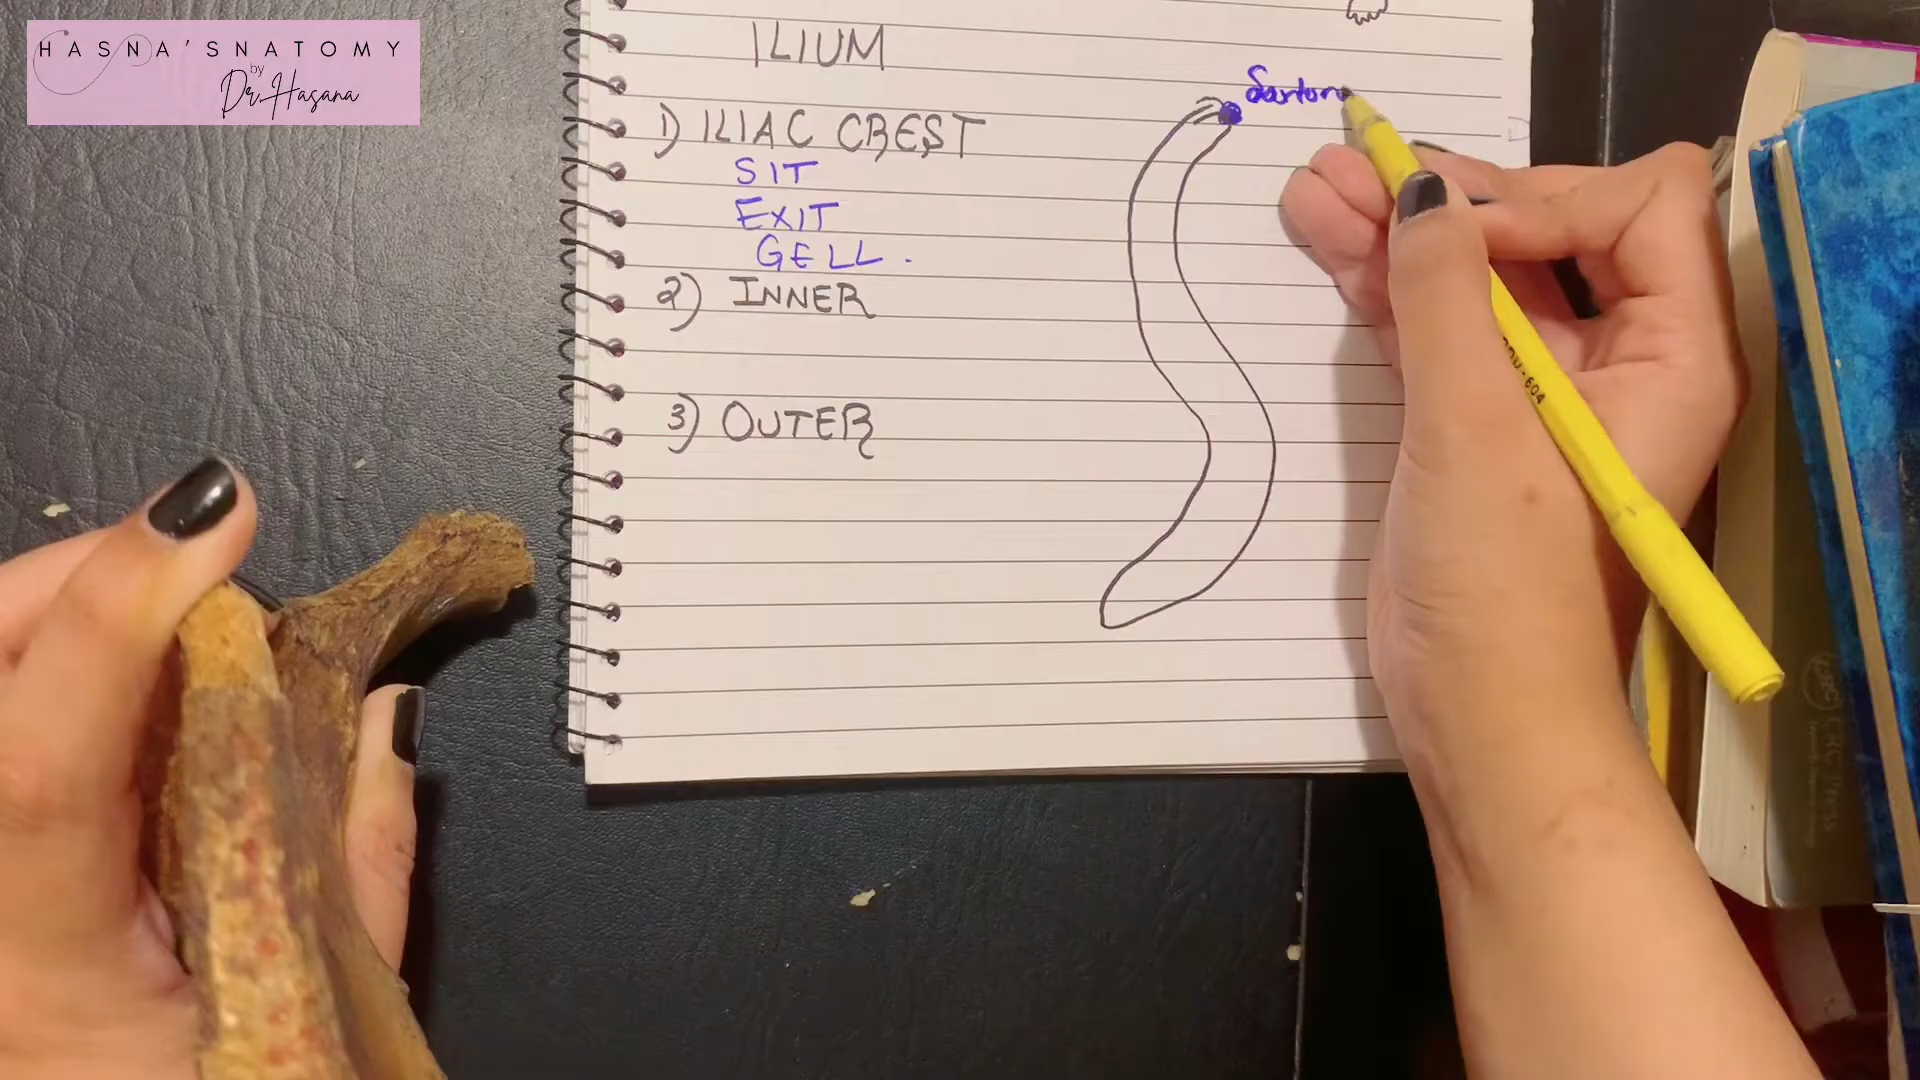 HASNA'SNATOMY
by
Dr.Hasana
ILIUM
1) ILIAC CREST
SIT
EXIT
GELL.
2) INNER
3) OUTER